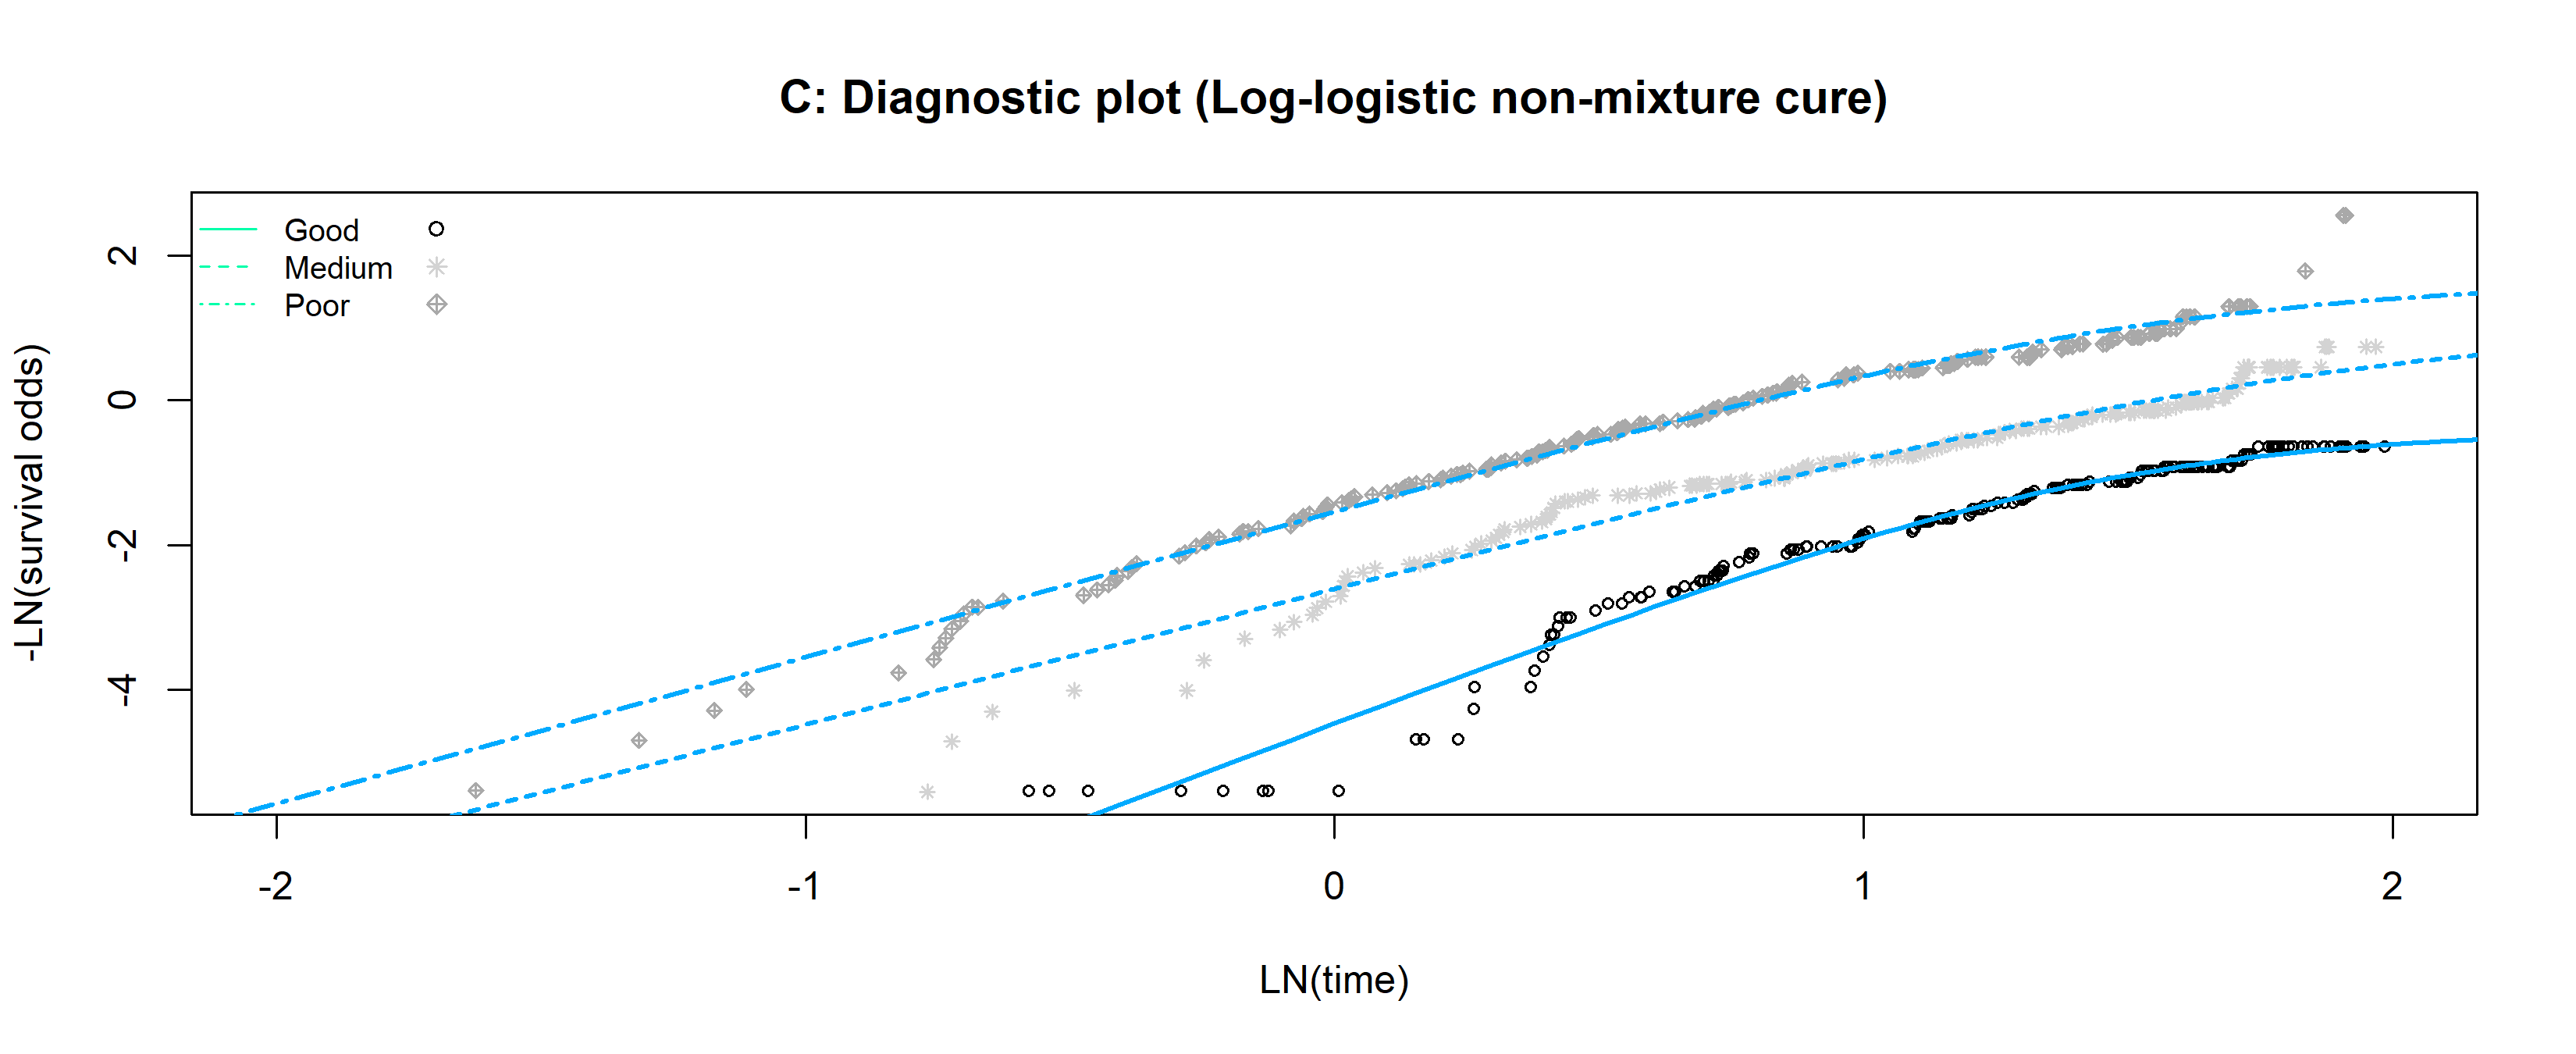 C: Diagnostic plot (Log-logistic non-mixture cure)
Good
Medium
Poor
-LN(survival odds)
2
0
-2
-4
-2
-1
0
1
2
LN(time)